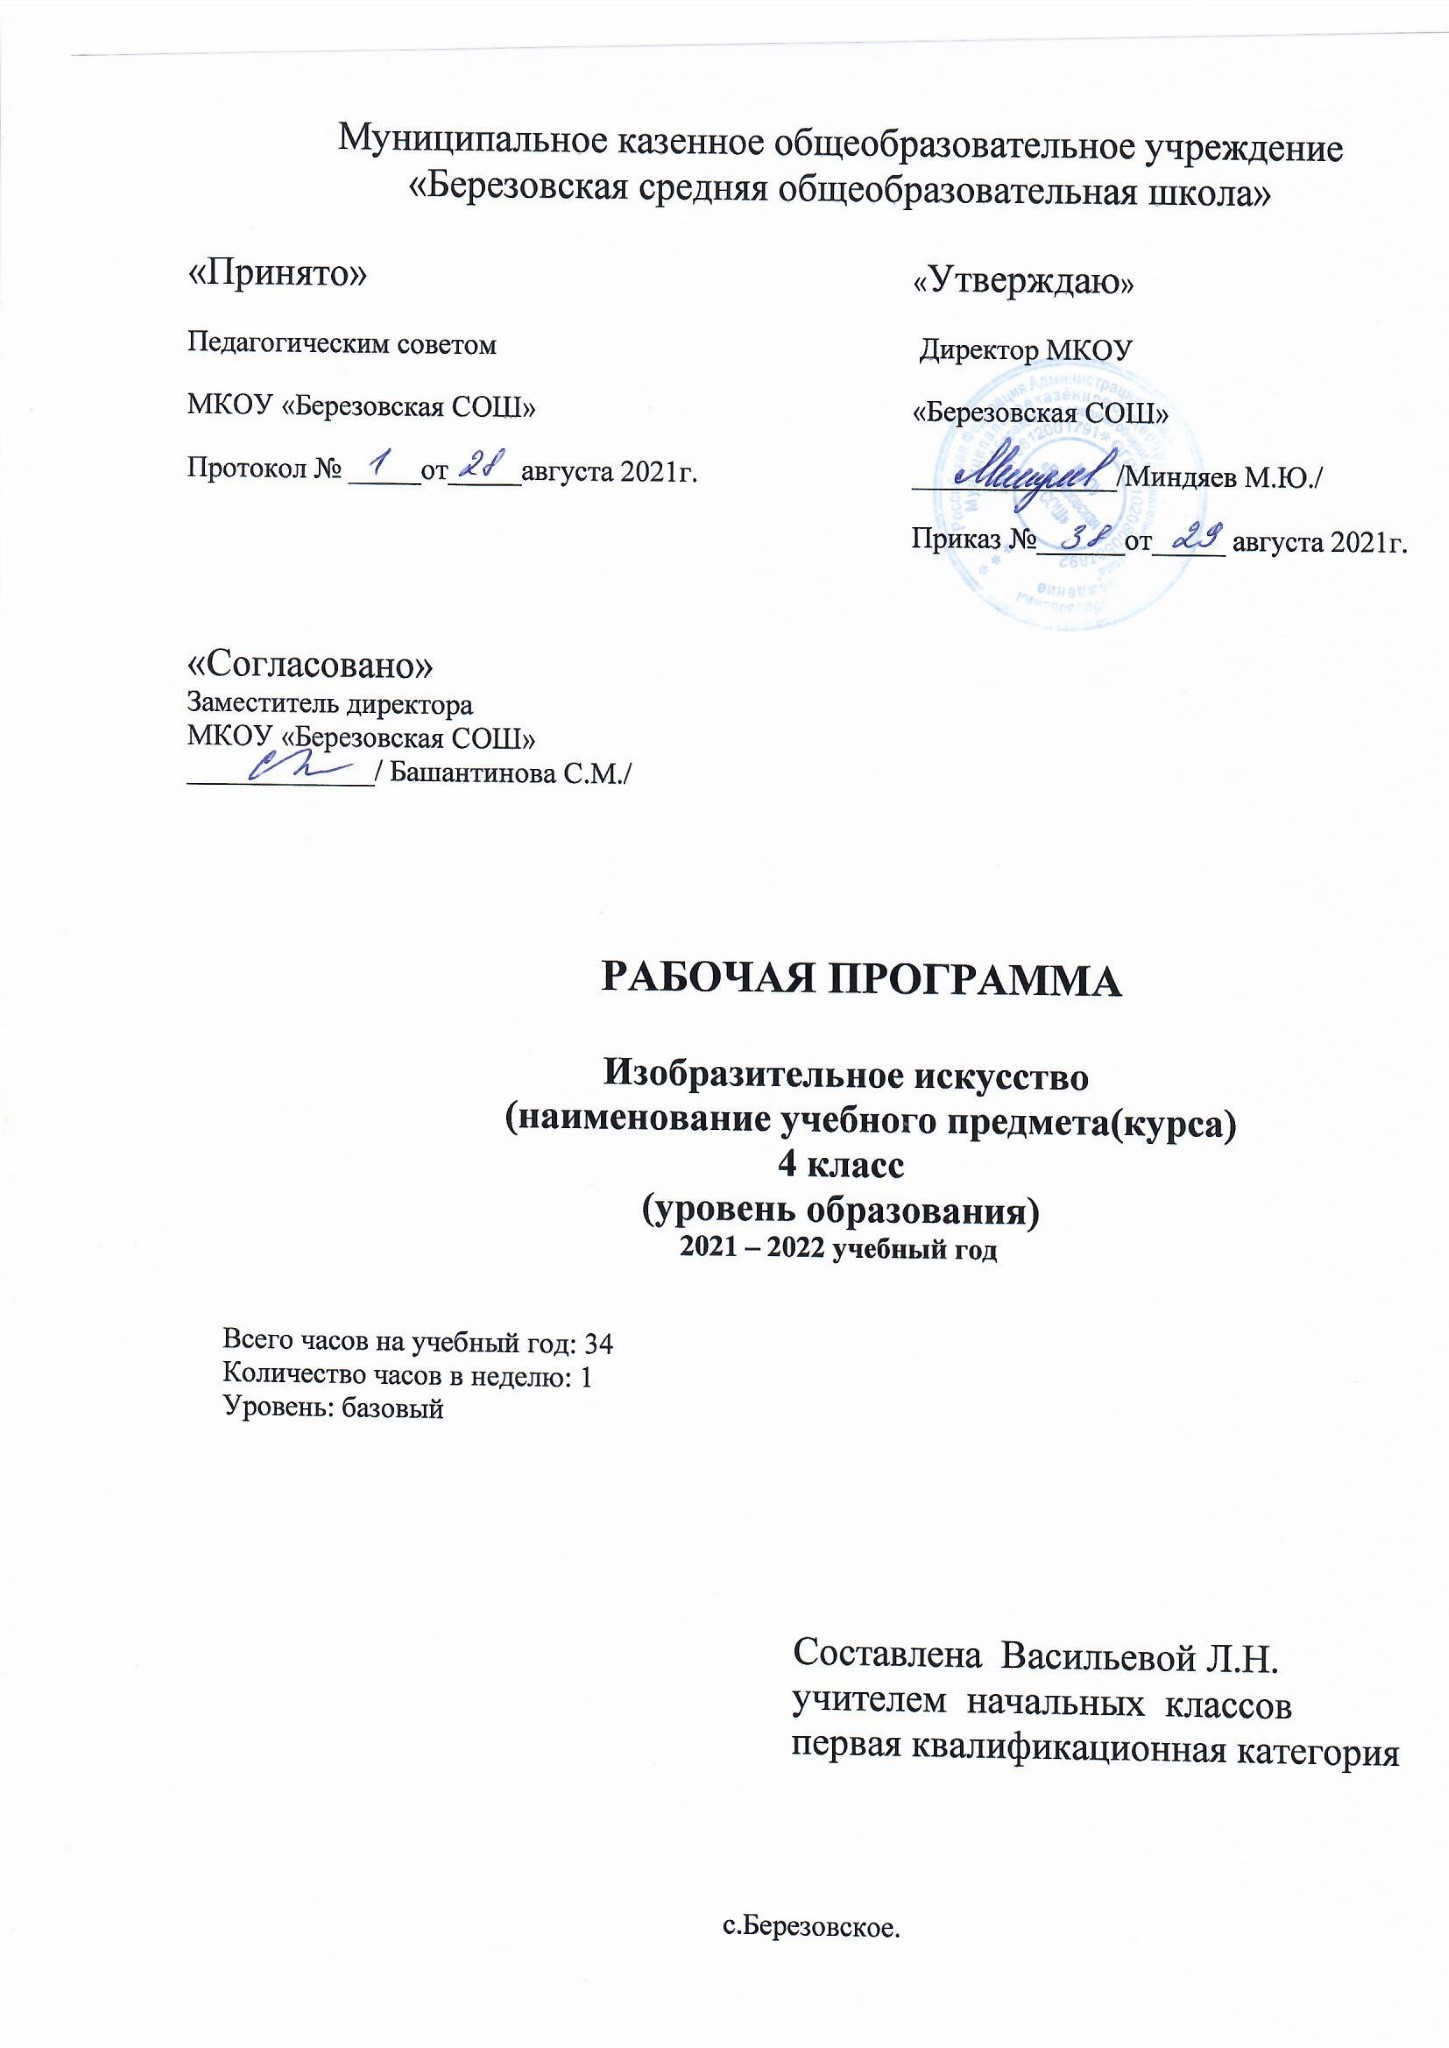 Муниципальное казенное общеобразовательное учреждение
«Березовская средняя общеобразовательная школа»
«Принято»
Педагогическим советом
МКОУ «Березовская СОШ»
Протокол № 1 от 28 августа 2021г.
«Утверждаю»
Директор МКОУ
«Березовская СОШ»
/Миндяев М.Ю./
Приказ № 38 от 29 августа 2021г.
«Согласовано»
Заместитель директора
МКОУ «Березовская СОШ»
/ Башантинова С.М./
РАБОЧАЯ ПРОГРАММА
Изобразительное искусство
(наименование учебного предмета(курса)
4 класс
(уровень образования)
2021 – 2022 учебный год
Всего часов на учебный год: 34
Количество часов в неделю: 1
Уровень: базовый
Составлена Васильевой Л.Н.
учителем начальных классов
первая квалификационная категория
с.Березовское.